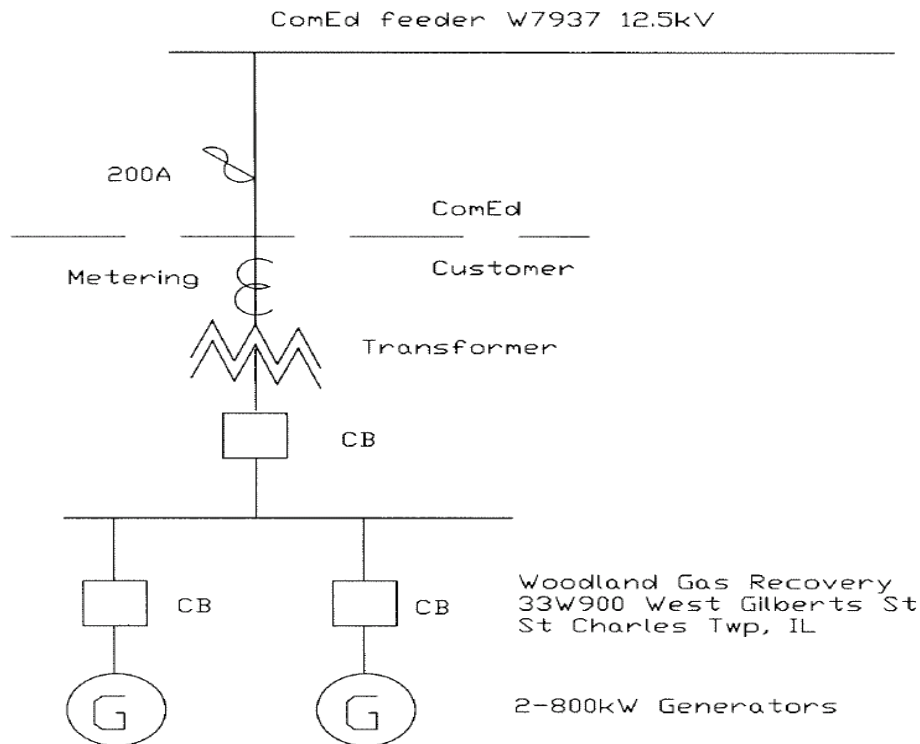 ComEd feeder W7937 12.5kV
200A
ComEd
Metering
Customer
Transformer
CB
CB
CB
Woodland Gas Recovery
33W900 West Gilberts St
St Charles Twp, IL
G
G
2-800kW Generators